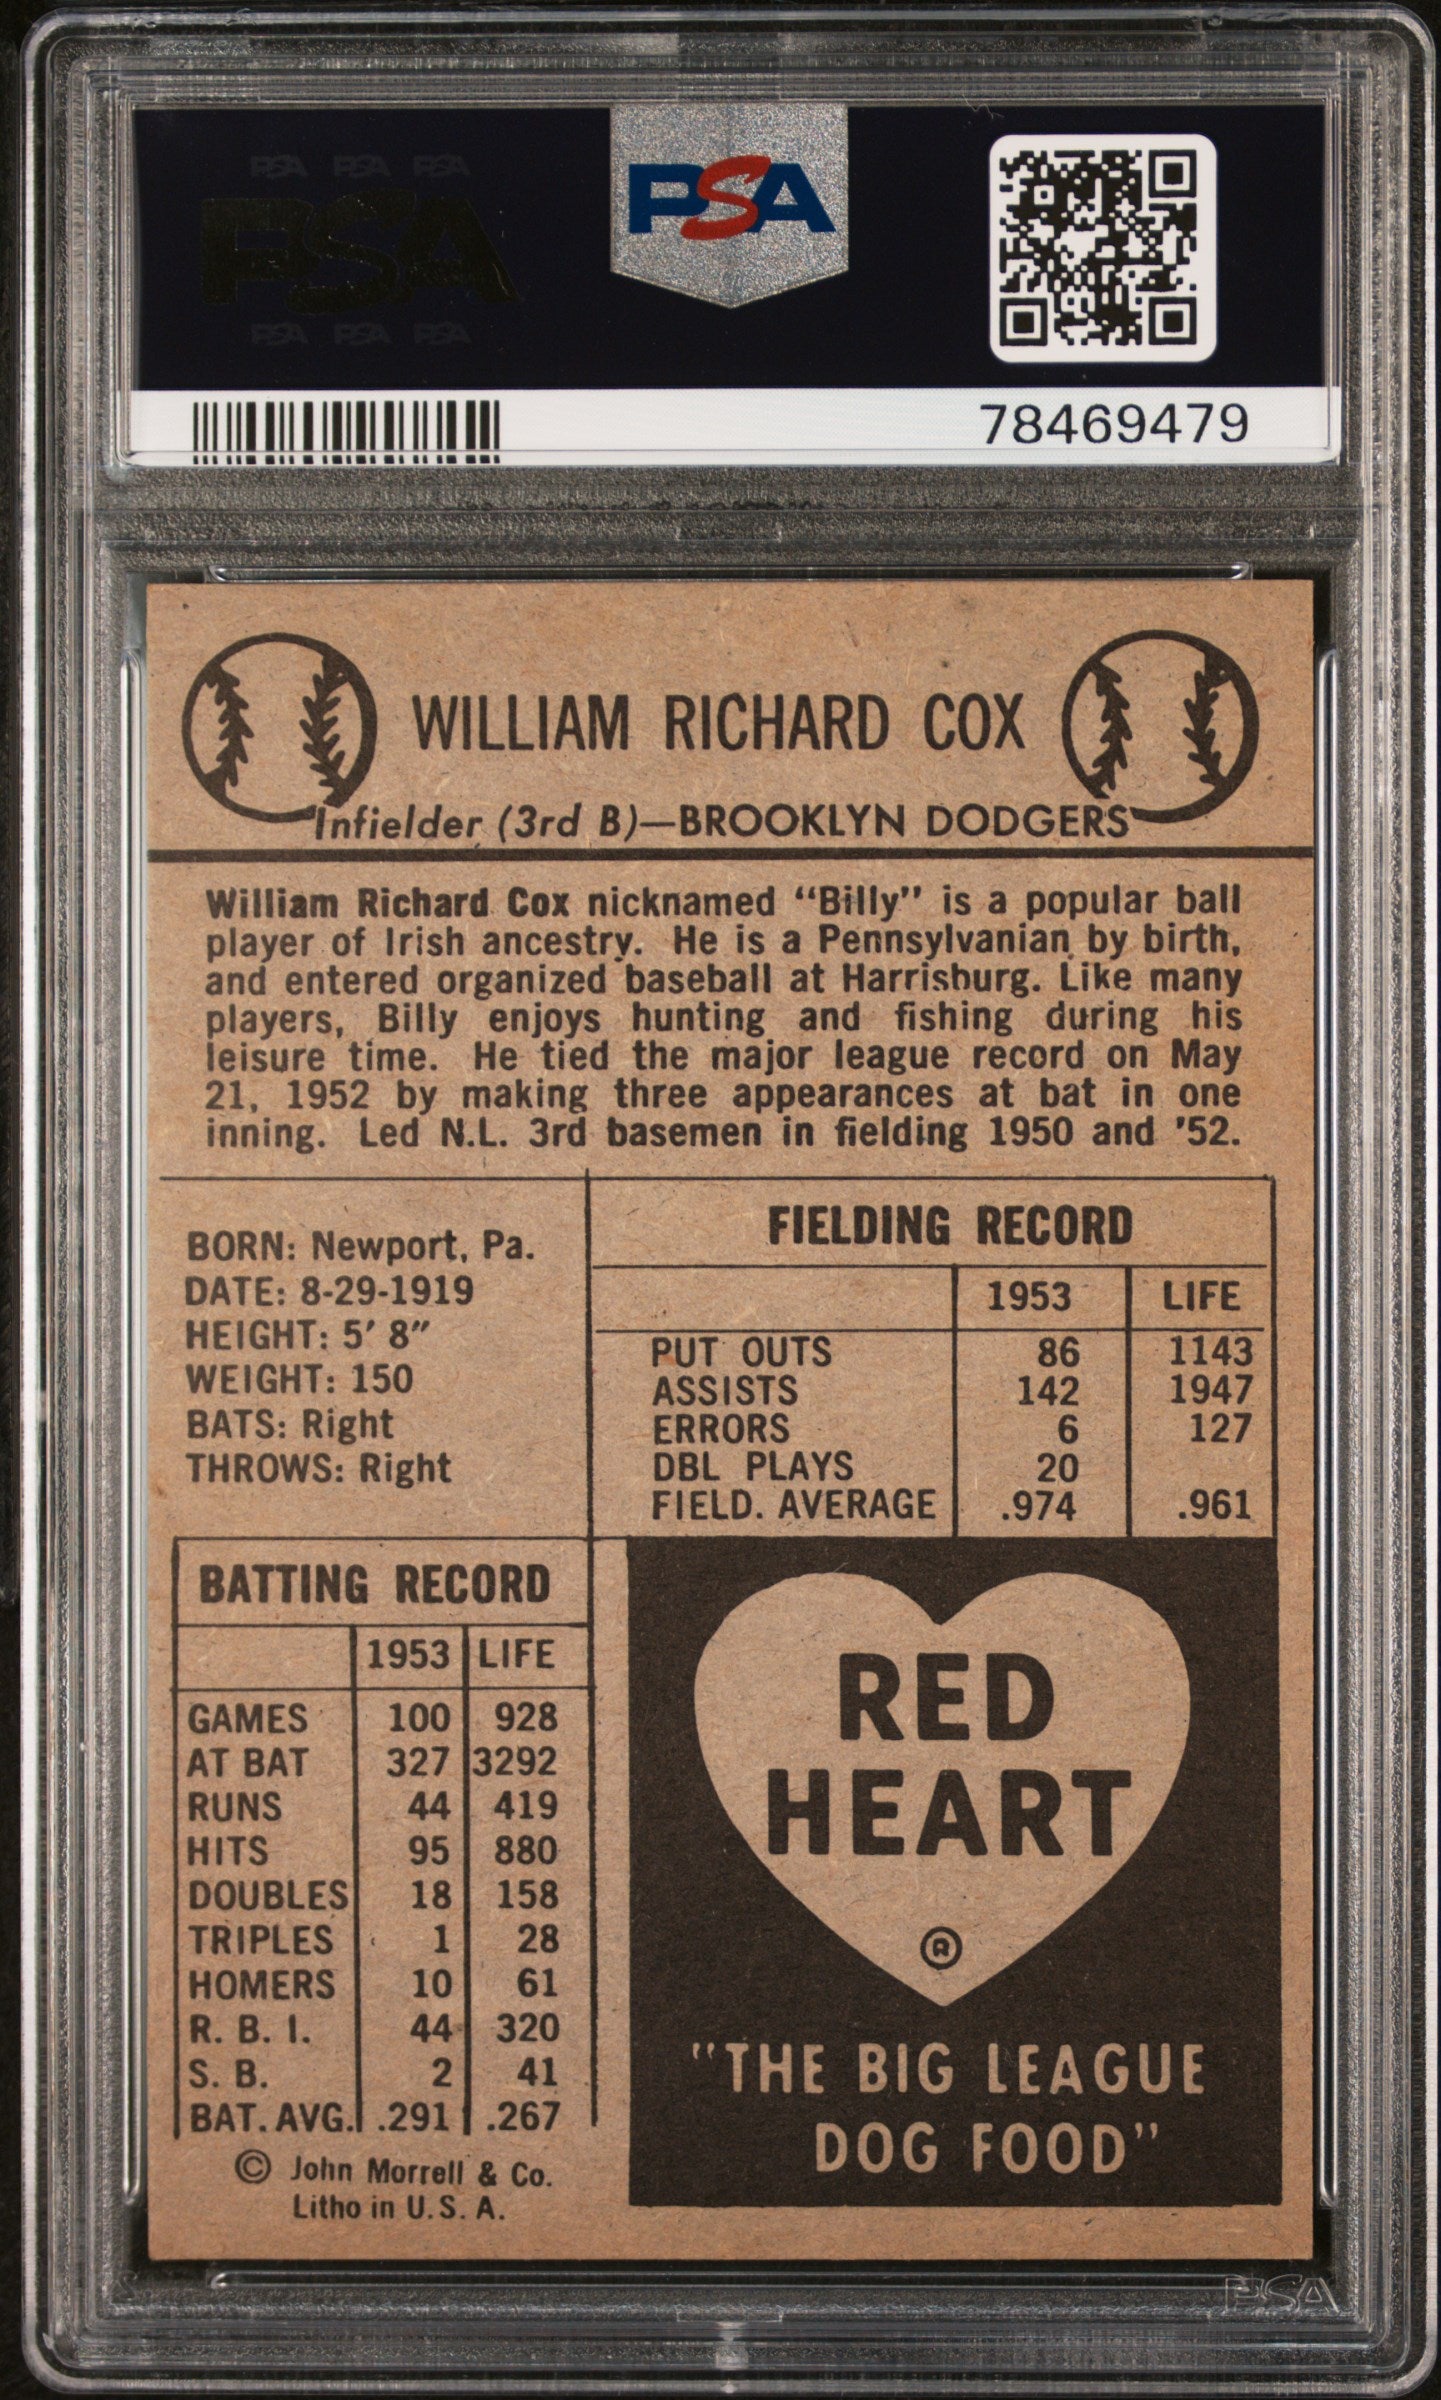 PSA PSA PSA
PSA
PSA PSA PSA
PSA
78469479
WILLIAM RICHARD COX
Infielder (3rd B)—BROOKLYN DODGERS
William Richard Cox nicknamed "Billy" is a popular ball
player of Irish ancestry. He is a Pennsylvanian by birth,
and entered organized baseball at Harrisburg. Like many
players, Billy enjoys hunting and fishing during his
leisure time. He tied the major league record on May
21, 1952 by making three appearances at bat in one
inning. Led N.L. 3rd basemen in fielding 1950 and '52.
BORN: Newport, Pa.
DATE: 8-29-1919
HEIGHT: 5' 8"
WEIGHT: 150
BATS: Right
THROWS: Right
FIELDING RECORD
1953 LIFE
PUT OUTS 86 1143
ASSISTS 142 1947
ERRORS 6 127
DBL PLAYS 20
FIELD. AVERAGE .974 .961
BATTING RECORD
1953 LIFE
GAMES 100 928
AT BAT 327 3292
RUNS 44 419
HITS 95 880
DOUBLES 18 158
TRIPLES 1 28
HOMERS 10 61
R. B. I. 44 320
S. B. 2 41
BAT. AVG. .291 .267
© John Morrell & Co.
Litho in U. S. A.
RED
HEART
®
"THE BIG LEAGUE
DOG FOOD"
PSA